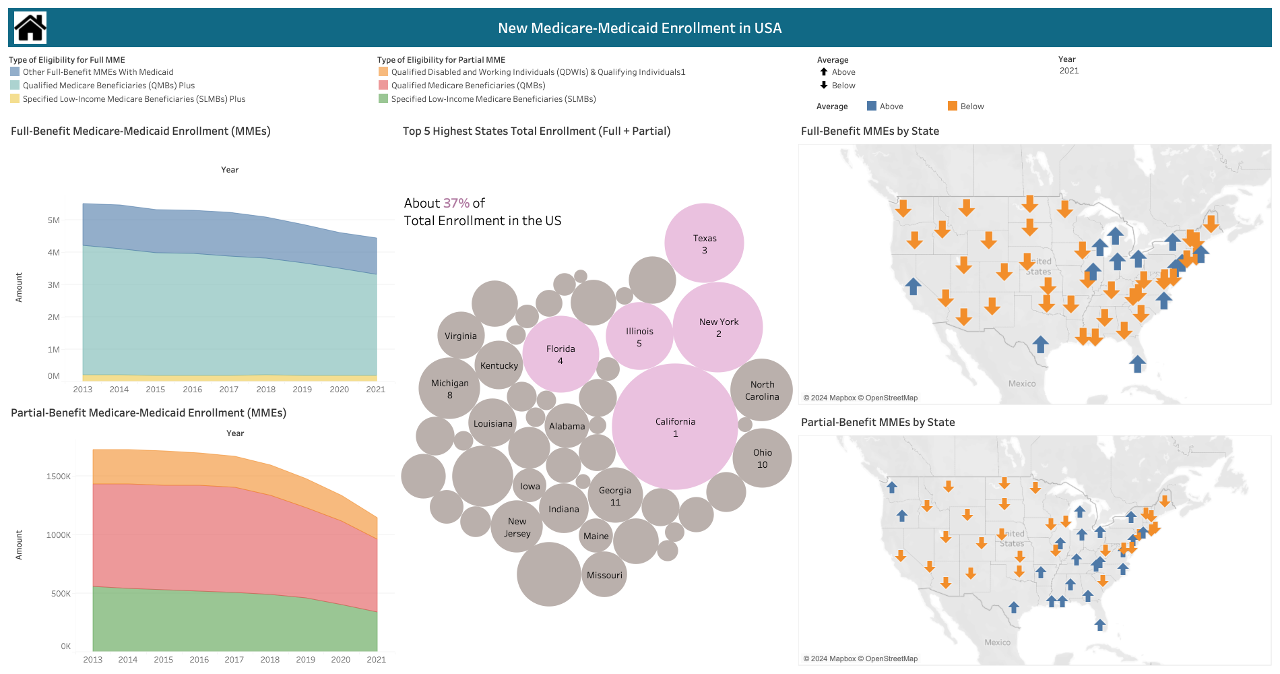 New Medicare-Medicaid Enrollment in USA
Type of Eligibility for Full MME
Other Full-Benefit MMEs With Medicaid
Qualified Medicare Beneficiaries (QMBs) Plus
Specified Low-Income Medicare Beneficiaries (SLMBs) Plus
Type of Eligibility for Partial MME
Qualified Disabled and Working Individuals (QDWIs) & Qualifying Individuals1
Qualified Medicare Beneficiaries (QMBs)
Specified Low-Income Medicare Beneficiaries (SLMBs)
Average
Above
Below
Average Above Below
Year
2021
Full-Benefit Medicare-Medicaid Enrollment (MMEs)
Year
Amount
5M
4M
3M
2M
1M
0M
2013 2014 2015 2016 2017 2018 2019 2020 2021
Partial-Benefit Medicare-Medicaid Enrollment (MMEs)
Year
Amount
1500K
1000K
500K
0K
2013 2014 2015 2016 2017 2018 2019 2020 2021
Top 5 Highest States Total Enrollment (Full + Partial)
About 37% of
Total Enrollment in the US
Texas
3
New York
2
Illinois
5
Florida
4
Virginia
Kentucky
Michigan
8
North
Carolina
California
1
Louisiana
Alabama
Ohio
10
Iowa
Georgia
11
Indiana
New
Jersey
Maine
Missouri
Full-Benefit MMEs by State
United
States
Mexico
© 2024 Mapbox © OpenStreetMap
Partial-Benefit MMEs by State
United
States
Mexico
© 2024 Mapbox © OpenStreetMap